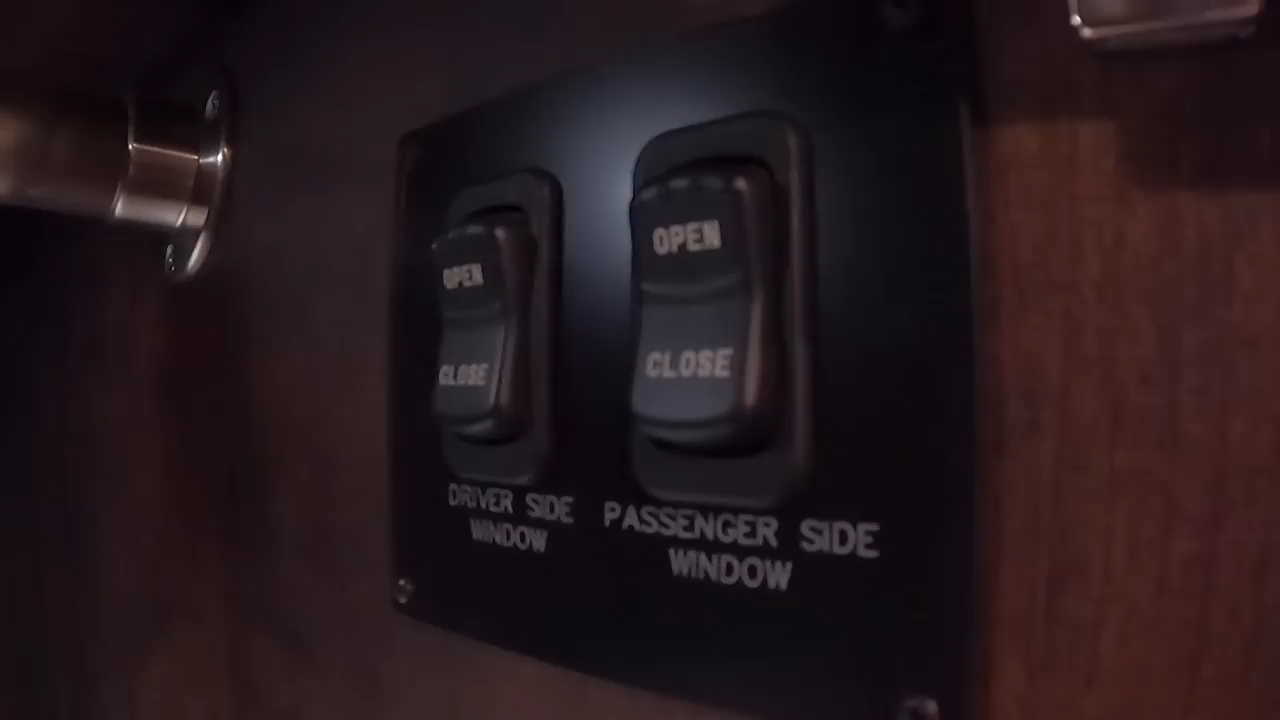 OPEN
CLOSE
DRIVER SIDE
WINDOW
OPEN
CLOSE
PASSENGER SIDE
WINDOW